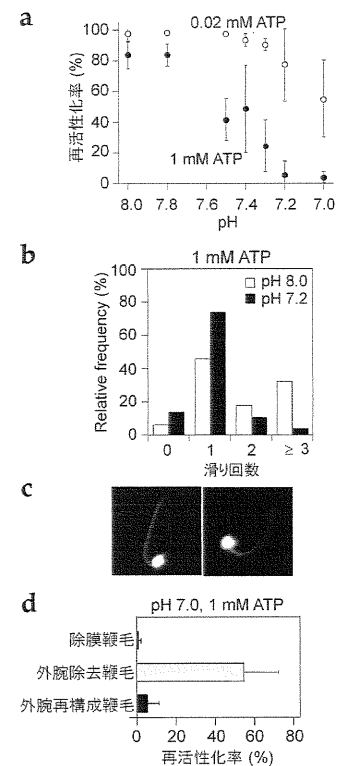 a
0.02 mM ATP
1 mM ATP
再活性化率 (%)
100
80
60
40
20
0
8.0 7.8 7.6 7.4 7.2 7.0
pH
b
1 mM ATP
pH 8.0
pH 7.2
Relative frequency (%)
100
80
60
40
20
0
0 1 2 ≥ 3
滑り回数
c
d
pH 7.0, 1 mM ATP
除膜鞭毛
外腕除去鞭毛
外腕再構成鞭毛
0 20 40 60 80
再活性化率 (%)